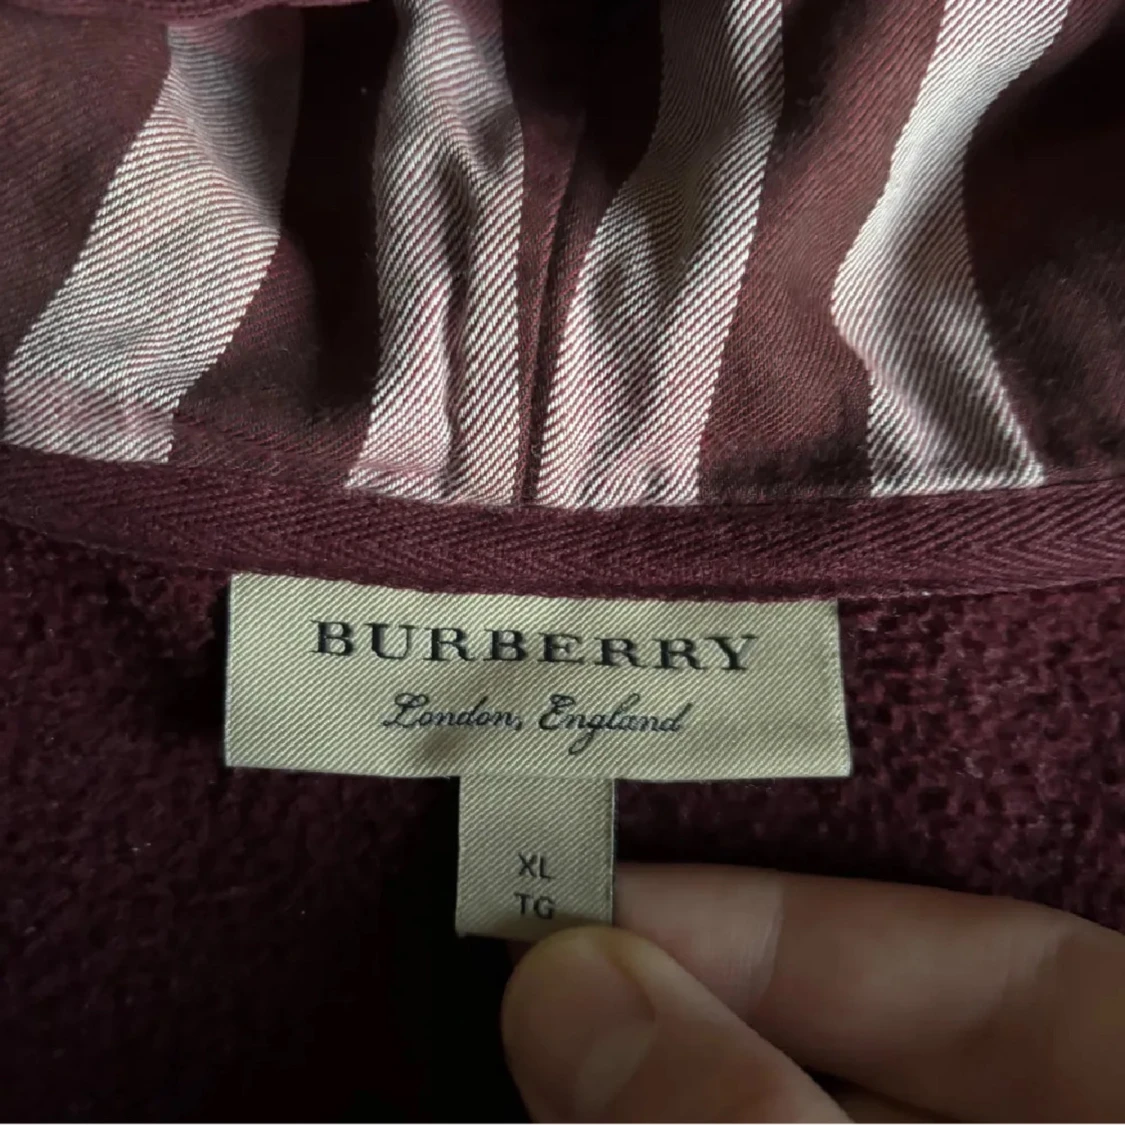 BURBERRY
London, England
XL
TG